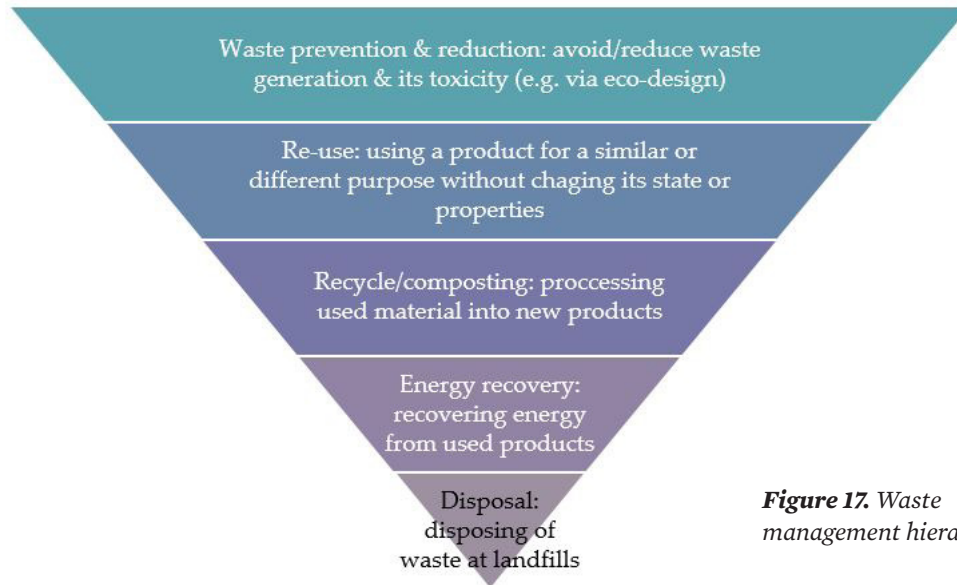 Waste prevention & reduction: avoid/reduce waste
generation & its toxicity (e.g. via eco-design)
Re-use: using a product for a similar or
different purpose without chaging its state or
properties
Recycle/composting: proccessing
used material into new products
Energy recovery:
recovering energy
from used products
Disposal:
disposing of
waste at landfills
Figure 17. Waste
management